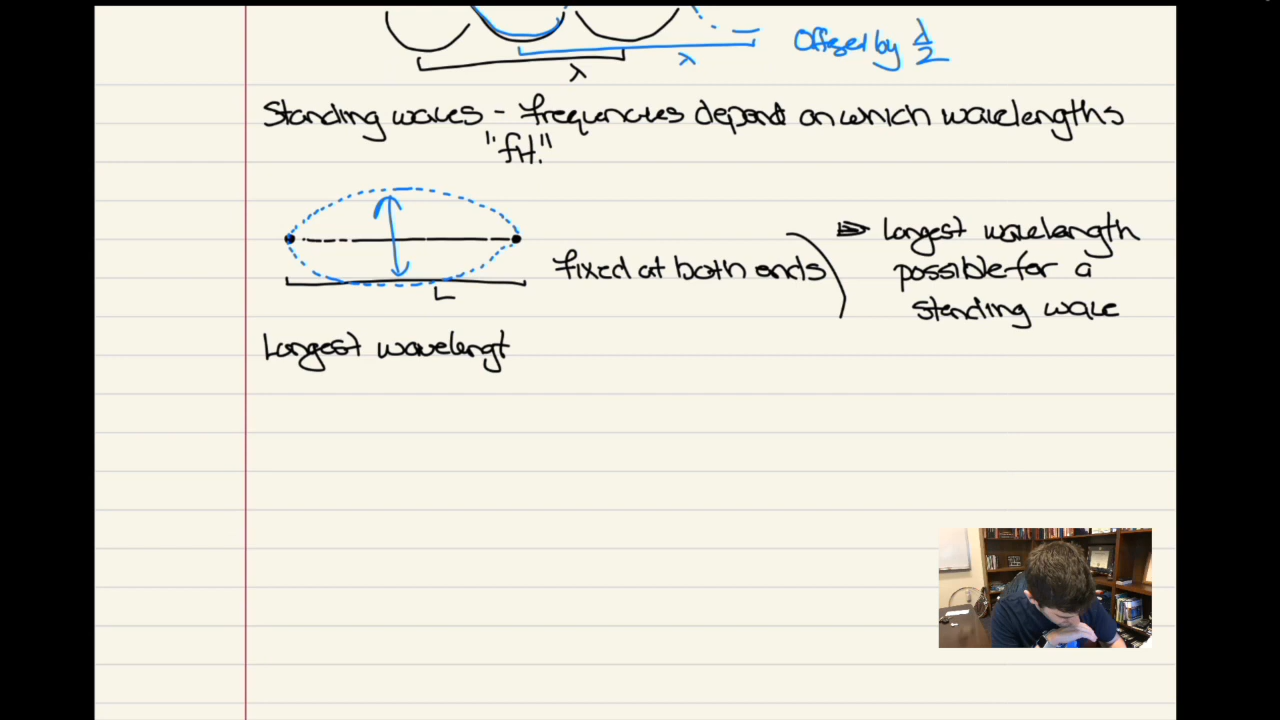 Offset by λ/2
λ
λ
Standing waves - frequencies depend on which wavelengths
"fit."
Longest wavelength
fixed at both ends
possible for a
L
standing wave
Longest wavelengt